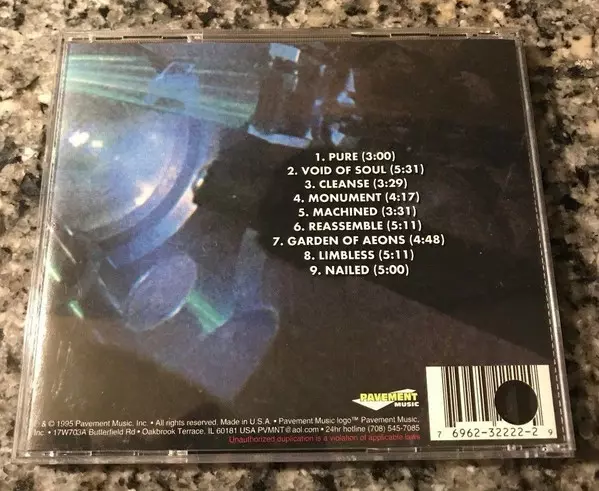 1. PURE (3:00)
2. VOID OF SOUL (5:31)
3. CLEANSE (3:29)
4. MONUMENT (4:17)
5. MACHINED (3:31)
6. REASSEMBLE (5:11)
7. GARDEN OF AEONS (4:48)
8. LIMBLESS (5:11)
9. NAILED (5:00)
PAVEMENT
MUSIC
& © 1995 Pavement Music, Inc. • All rights reserved. Made in U.S.A. • Pavement Music logo™ Pavement Music,
Inc • 17W703A Butterfield Rd • Oakbrook Terrace, IL 60181 USA PVMNT@aol.com • 24hr hotline (708) 545-7085
Unauthorized duplication is a violation of applicable laws
7 6962-32222-2 9